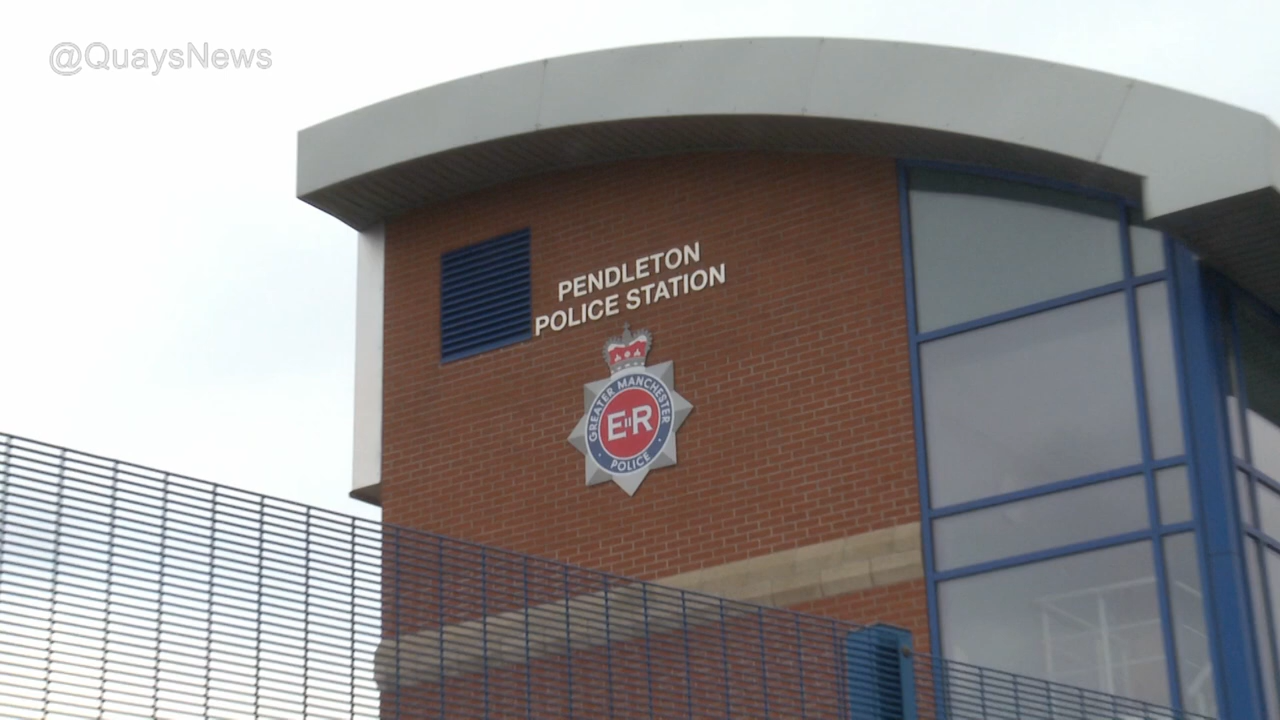 @QuaysNews
PENDLETON
POLICE STATION
GREATER MANCHESTER
EIIR
POLICE